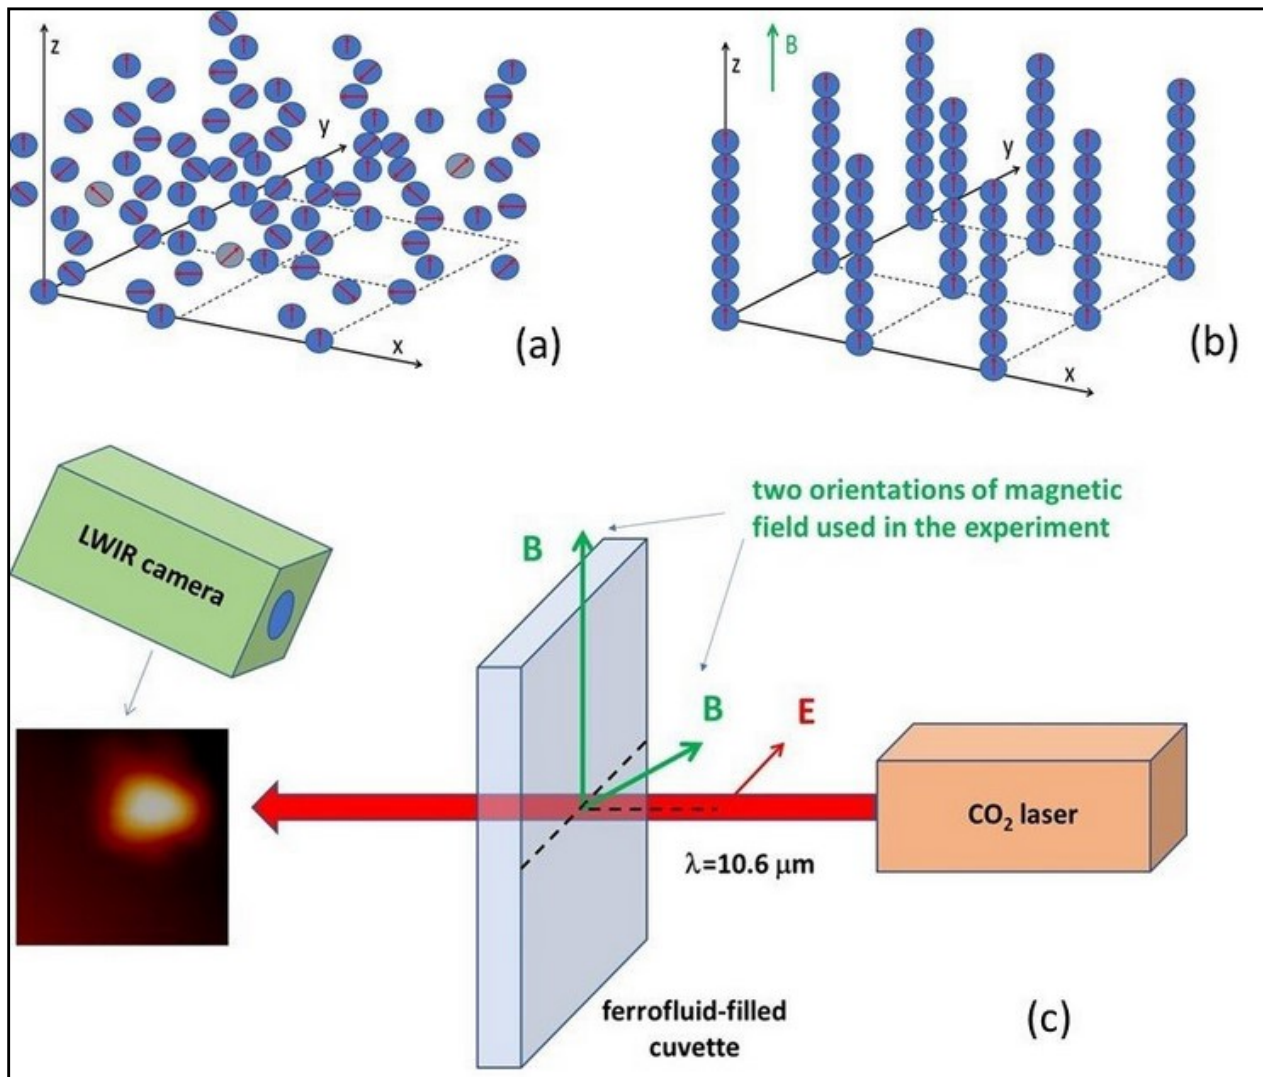 z
y
x
(a)
B
z
y
x
(b)
LWIR camera
two orientations of magnetic
field used in the experiment
B
B
E
CO₂ laser
λ=10.6 μm
ferrofluid-filled
cuvette
(c)